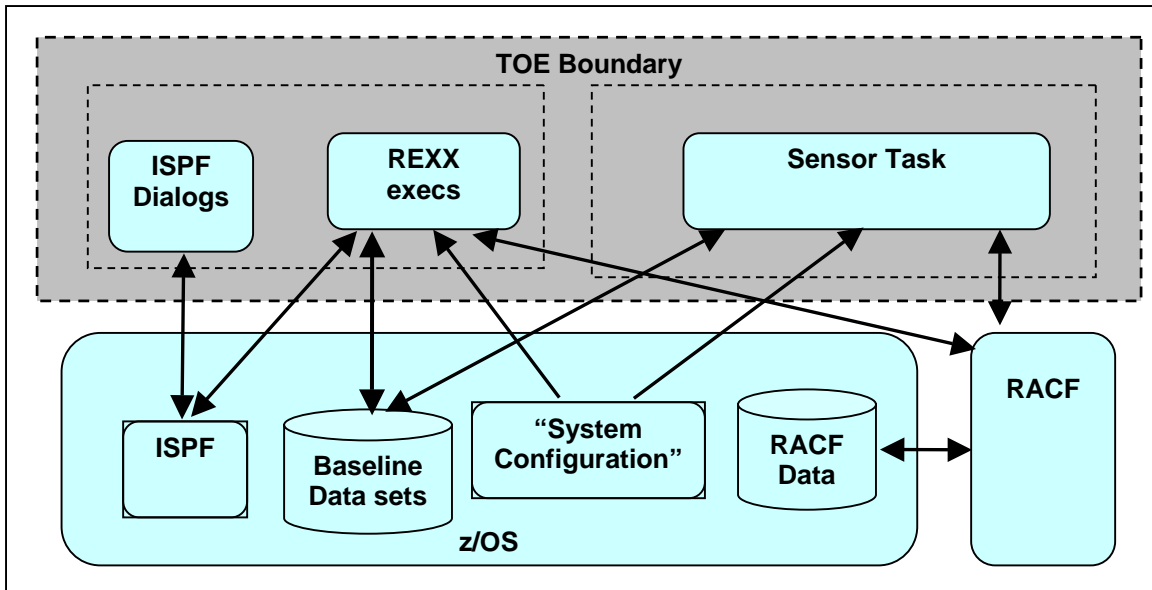 TOE Boundary
ISPF
Dialogs
REXX
execs
Sensor Task
ISPF
Baseline
Data sets
“System
Configuration”
RACF
Data
RACF
z/OS